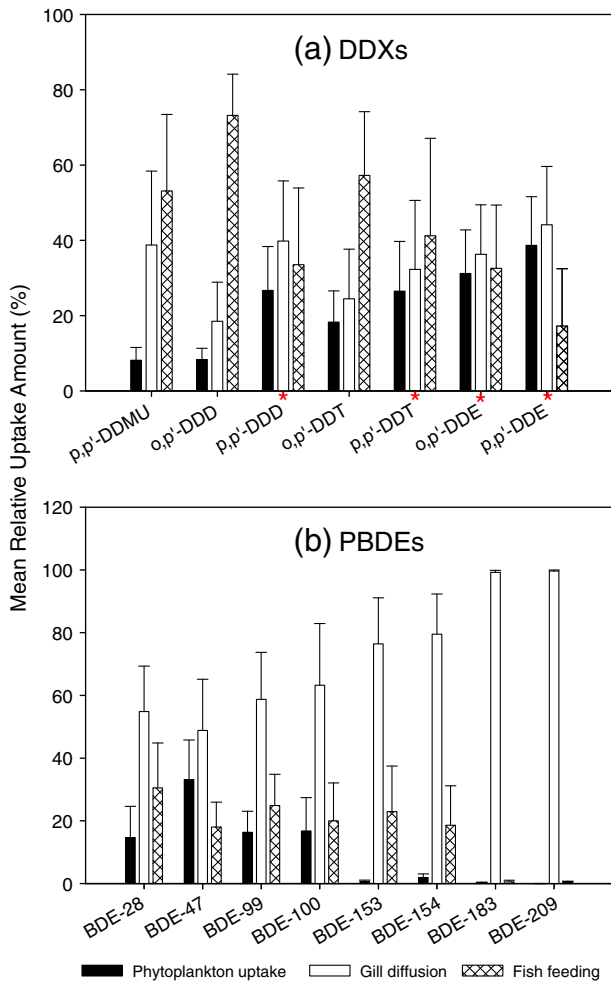 (a) DDXs
100
80
60
40
20
0
p,p'-DDMU
o,p'-DDD
p,p'-DDD
o,p'-DDT
p,p'-DDT
o,p'-DDE
p,p'-DDE
* * * *
Mean Relative Uptake Amount (%)
(b) PBDEs
120
100
80
60
40
20
0
BDE-28
BDE-47
BDE-99
BDE-100
BDE-153
BDE-154
BDE-183
BDE-209
Phytoplankton uptake Gill diffusion Fish feeding